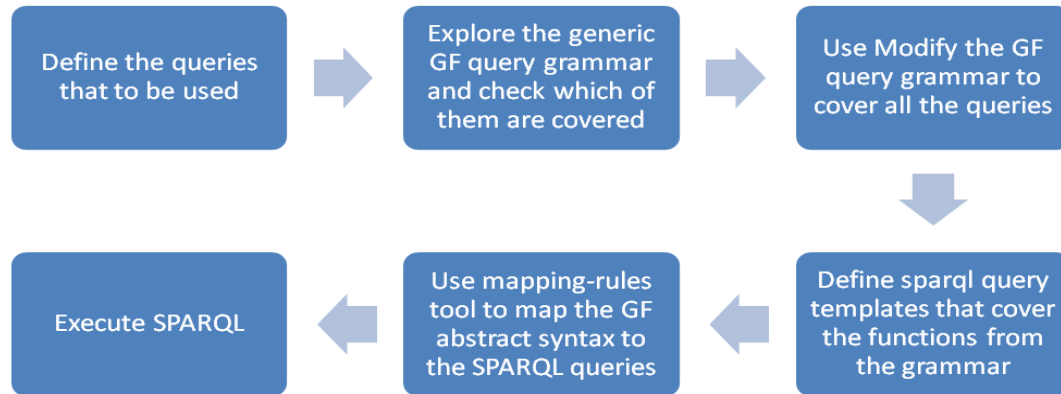 Define the queries
that to be used
Explore the generic
GF query grammar
and check which of
them are covered
Use Modify the GF
query grammar to
cover all the queries
Define sparql query
templates that cover
the functions from
the grammar
Use mapping-rules
tool to map the GF
abstract syntax to
the SPARQL queries
Execute SPARQL